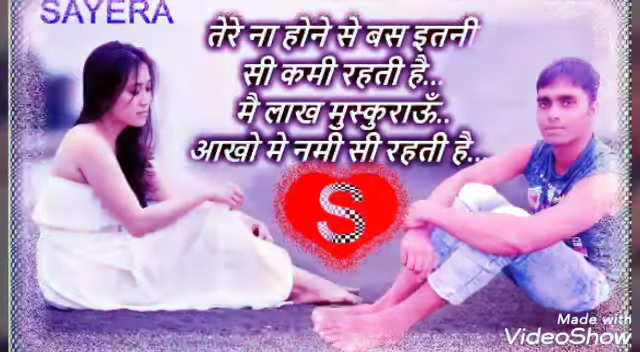 SAYERA
तेरे ना होने से बस इतनी
सी कमी रहती है...
मै लाख मुस्कुराऊँ..
आखो मे नमी सी रहती है...
S
Made with
VideoShow